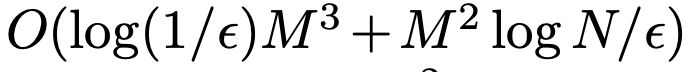 O(log(1/ϵ)M³ + M² log N/ϵ)